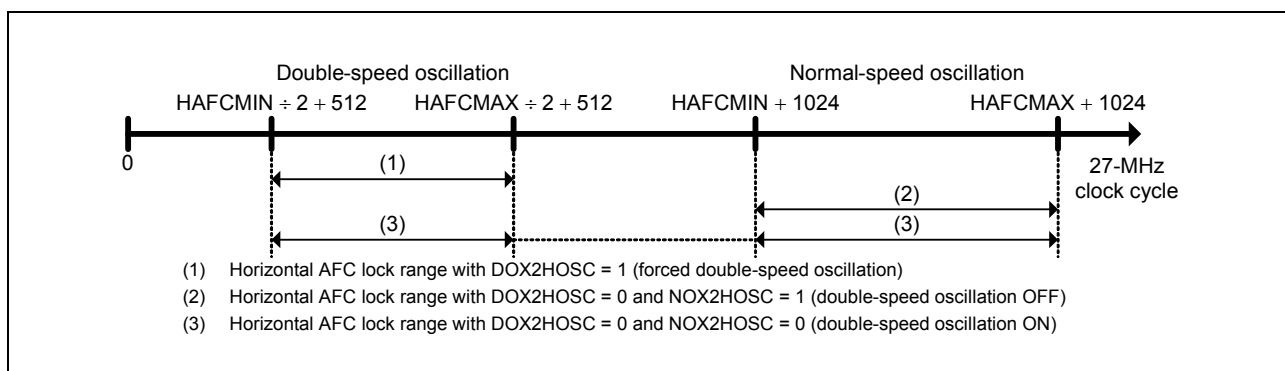 Double-speed oscillation
Normal-speed oscillation
HAFCMIN ÷ 2 + 512
HAFCMAX ÷ 2 + 512
HAFCMIN + 1024
HAFCMAX + 1024
0
27-MHz
clock cycle
(1)
(2)
(3)
(3)
(1) Horizontal AFC lock range with DOX2HOSC = 1 (forced double-speed oscillation)
(2) Horizontal AFC lock range with DOX2HOSC = 0 and NOX2HOSC = 1 (double-speed oscillation OFF)
(3) Horizontal AFC lock range with DOX2HOSC = 0 and NOX2HOSC = 0 (double-speed oscillation ON)